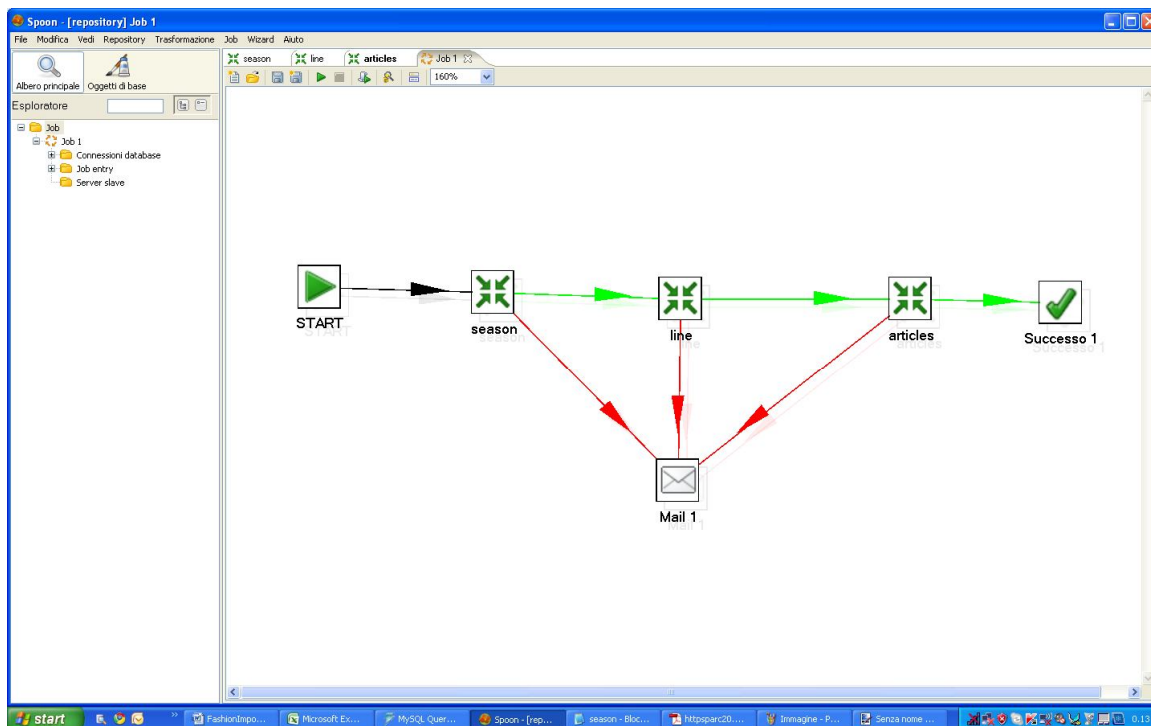 Spoon - [repository] Job 1
File Modifica Vedi Repository Trasformazione Job Wizard Aiuto
season line articles Job 1
Albero principale Oggetti di base
160%
Esploratore
Job
Job 1
Connessioni database
Job entry
Server slave
START
season
line
articles
Successo 1
Mail 1
start FashionImpo... Microsoft Ex... MySQL Quer... Spoon - [rep... season - Bloc... httpsparc20.... Immagine - P... Senza nome ... 0.13